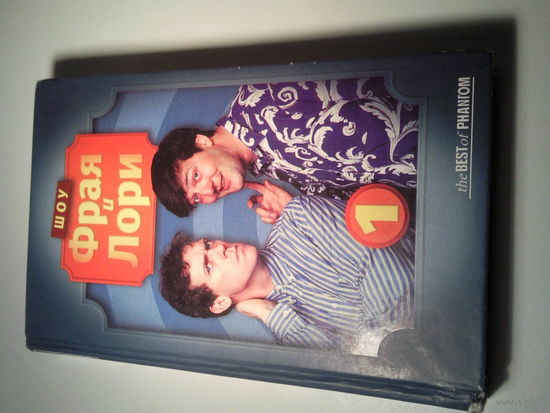 ШОУ
Фрая
и
Лори
1
the BEST of PHANTOM